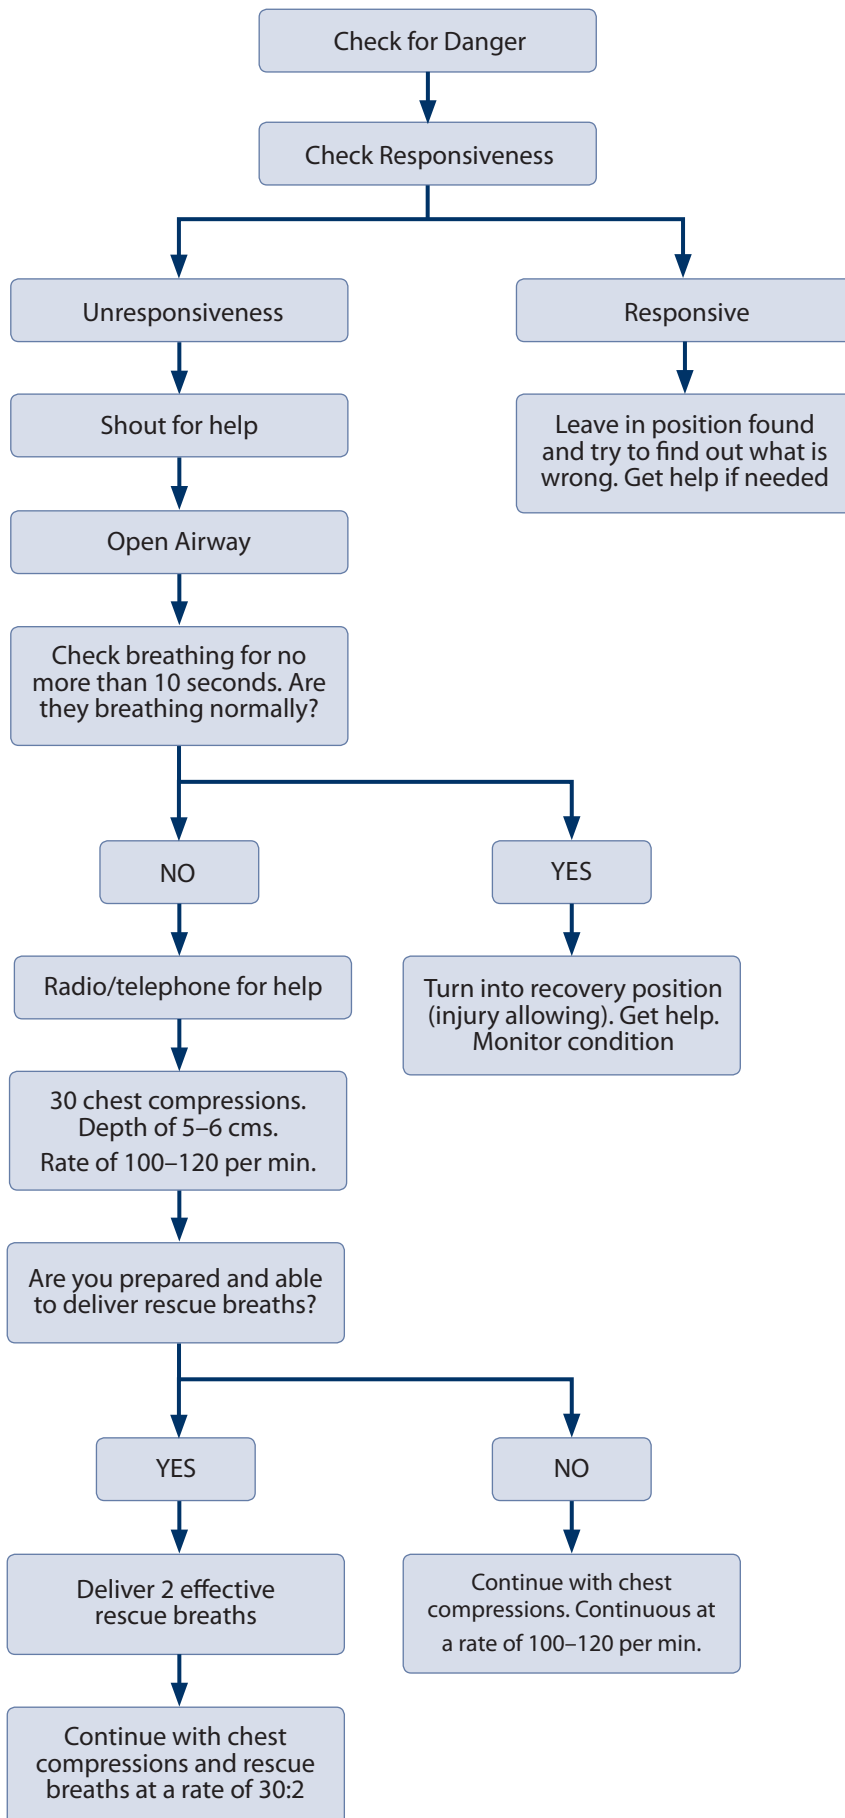 Check for Danger
Check Responsiveness
Unresponsiveness
Responsive
Shout for help
Leave in position found
and try to find out what is
wrong. Get help if needed
Open Airway
Check breathing for no
more than 10 seconds. Are
they breathing normally?
NO
YES
Radio/telephone for help
Turn into recovery position
(injury allowing). Get help.
Monitor condition
30 chest compressions.
Depth of 5–6 cms.
Rate of 100–120 per min.
Are you prepared and able
to deliver rescue breaths?
YES
NO
Deliver 2 effective
rescue breaths
Continue with chest
compressions. Continuous at
a rate of 100–120 per min.
Continue with chest
compressions and rescue
breaths at a rate of 30:2